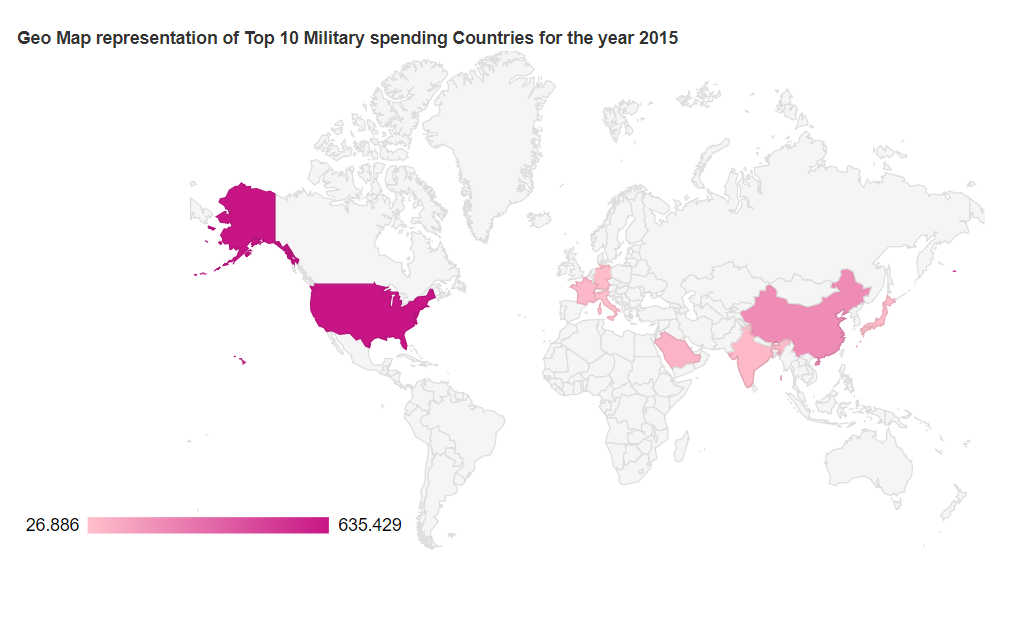 Geo Map representation of Top 10 Military spending Countries for the year 2015
26.886 635.429